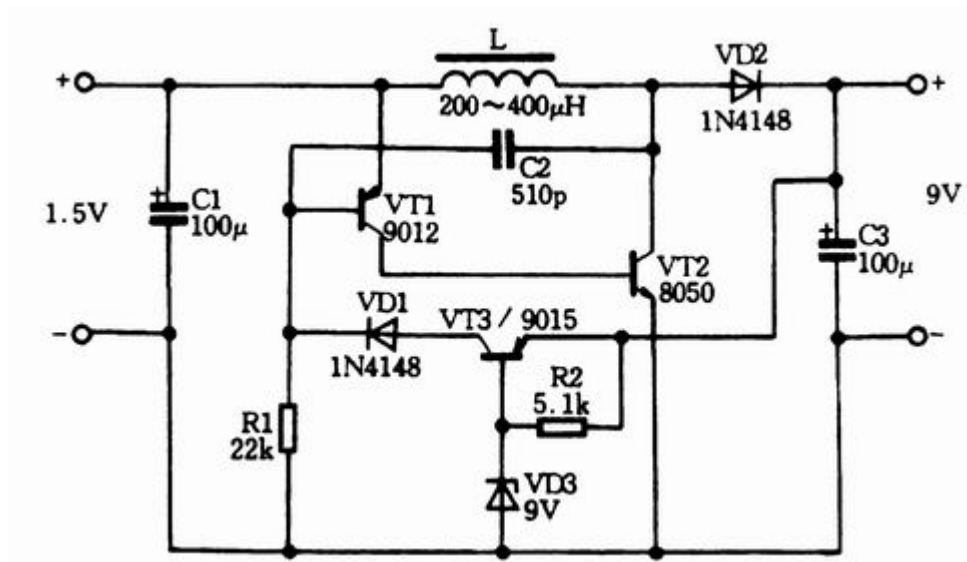 L
VD2
+
+
200～400μH
1N4148
C2
510p
+
C1
100μ
VT1
9012
1.5V
9V
+
C3
100μ
VT2
8050
VD1
VT3 / 9015
-
-
1N4148
R2
5.1k
R1
22k
VD3
9V